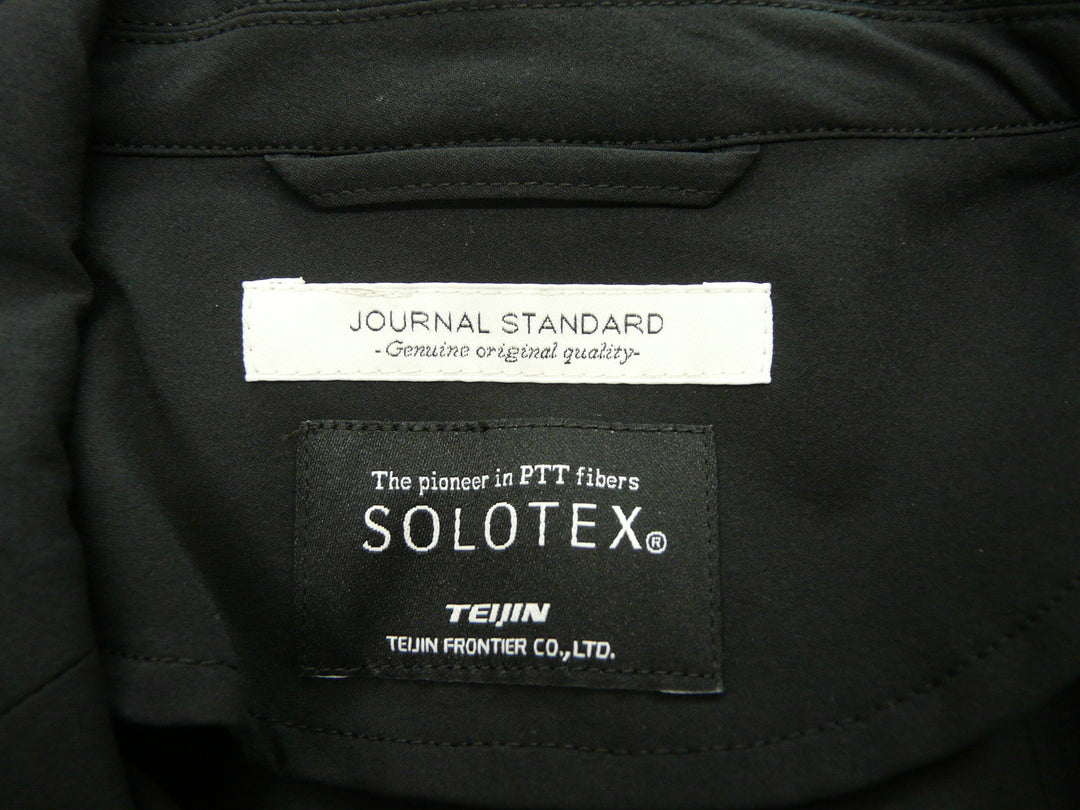 JOURNAL STANDARD
-Genuine original quality-
The pioneer in PTT fibers
SOLOTEX®
TEIJIN
TEIJIN FRONTIER CO.,LTD.